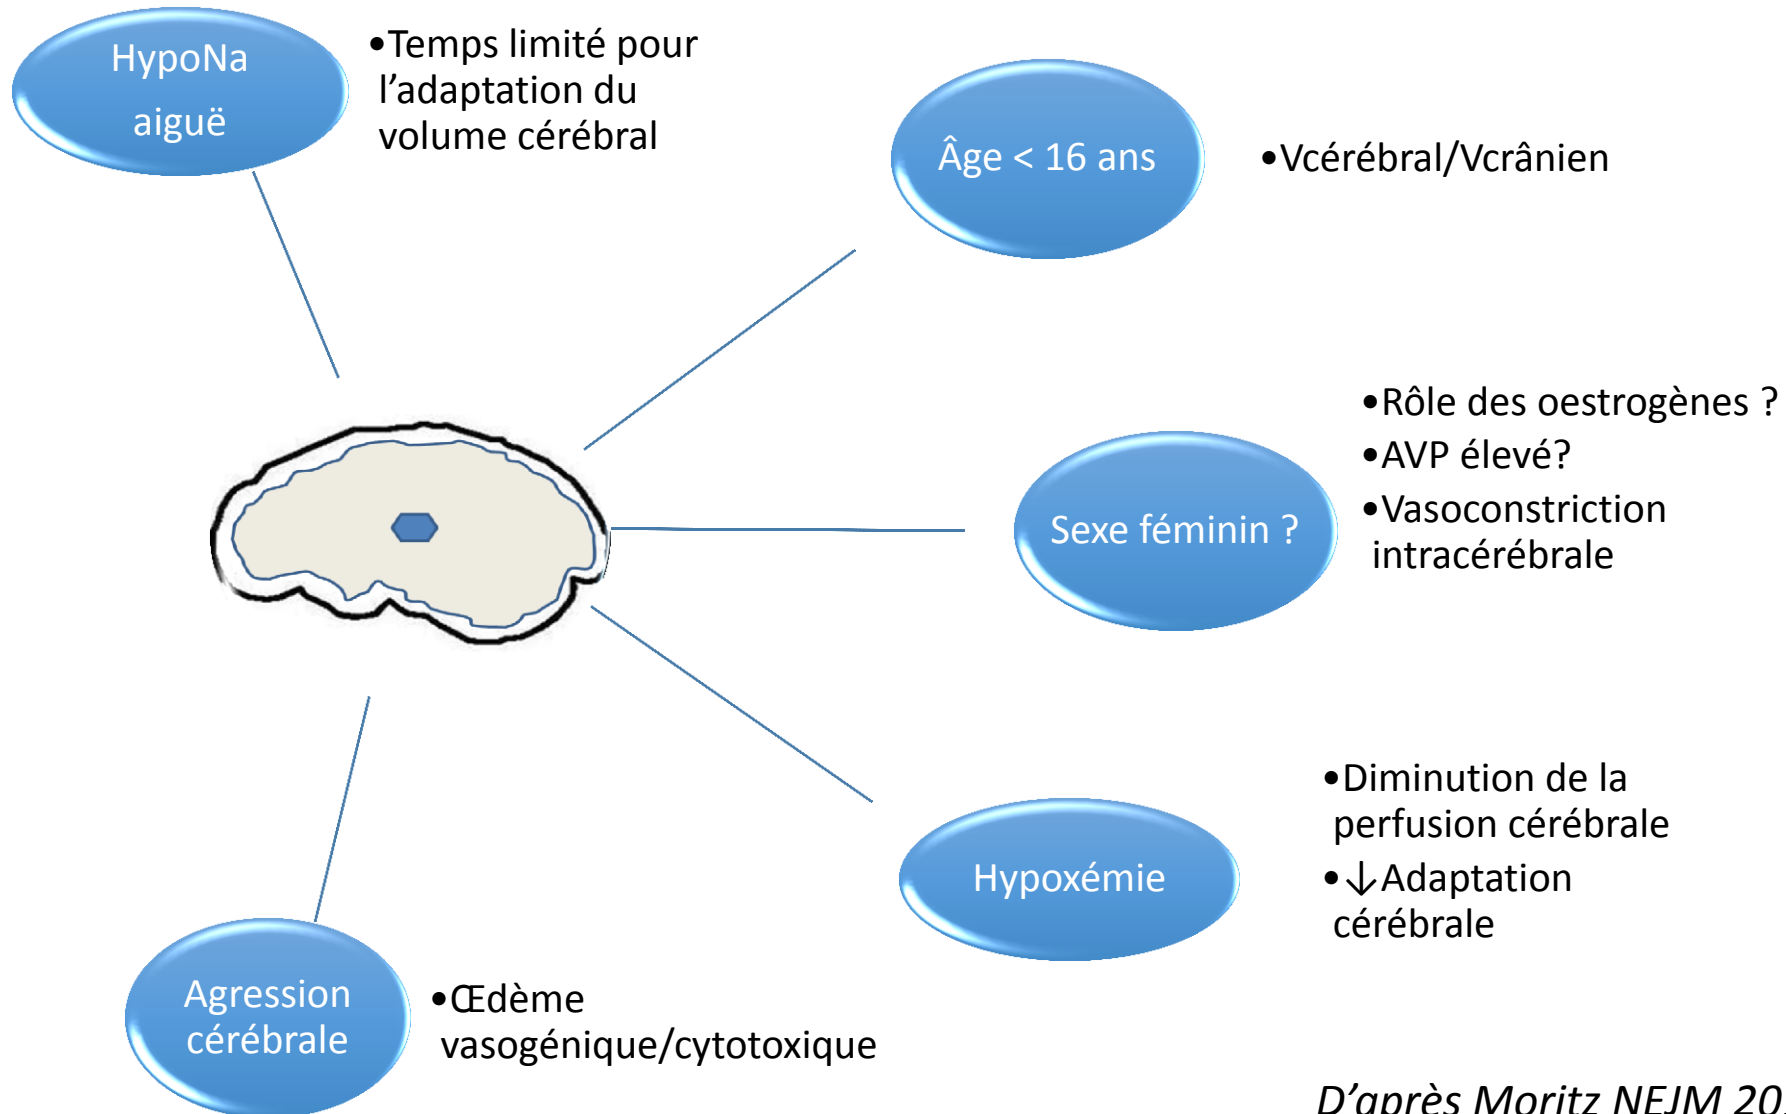 HypoNa
aiguë
•Temps limité pour
l’adaptation du
volume cérébral
Âge < 16 ans
•Vcérébral/Vcrânien
Sexe féminin ?
•Rôle des oestrogènes ?
•AVP élevé?
•Vasoconstriction
intracérébrale
Hypoxémie
•Diminution de la
perfusion cérébrale
•↓Adaptation
cérébrale
Agression
cérébrale
•Œdème
vasogénique/cytotoxique
D’après Moritz NEJM 20